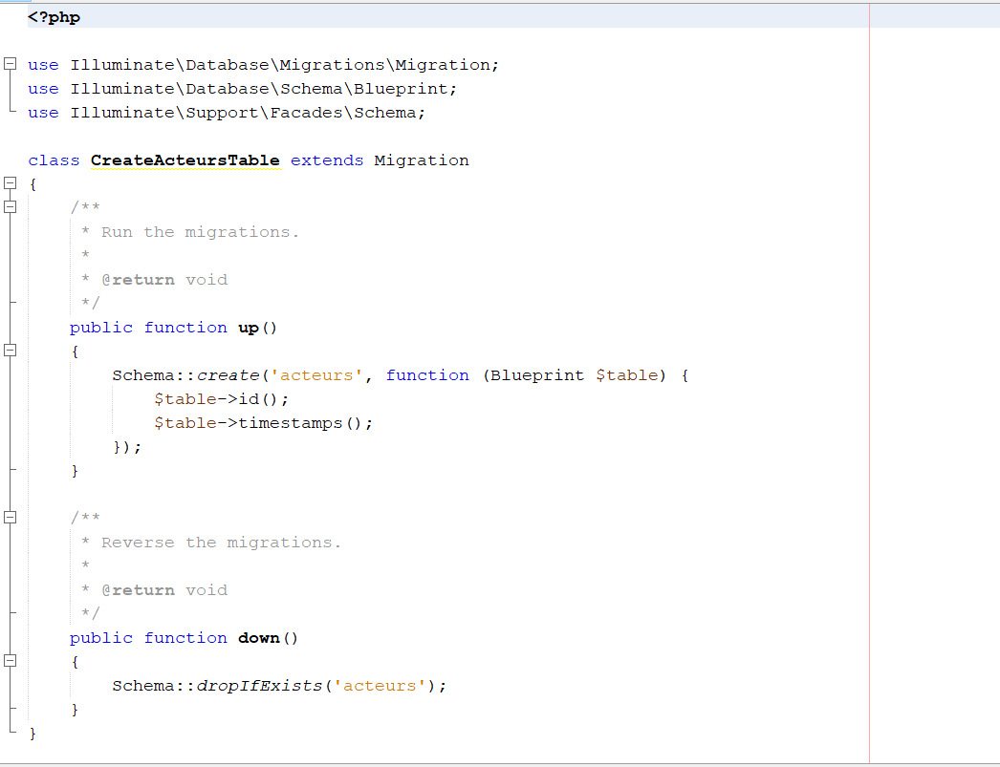 <?php
use Illuminate\Database\Migrations\Migration;
use Illuminate\Database\Schema\Blueprint;
use Illuminate\Support\Facades\Schema;
class CreateActeursTable extends Migration
{
/**
* Run the migrations.
*
* @return void
*/
public function up()
{
Schema::create('acteurs', function (Blueprint $table) {
$table->id();
$table->timestamps();
});
}
/**
* Reverse the migrations.
*
* @return void
*/
public function down()
{
Schema::dropIfExists('acteurs');
}
}